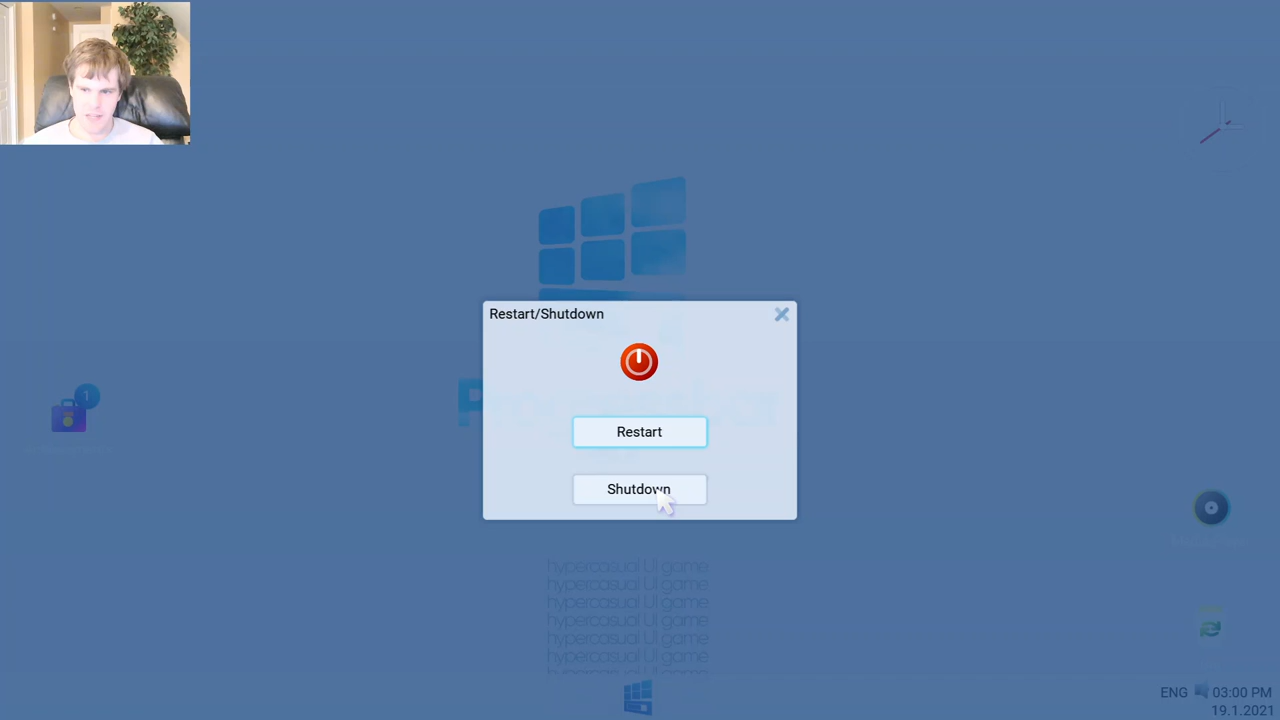 Restart/Shutdown
Restart
Shutdown
1
hypercasual UI game
hypercasual UI game
hypercasual UI game
hypercasual UI game
hypercasual UI game
hypercasual UI game
ENG 03:00 PM
19.1.2021